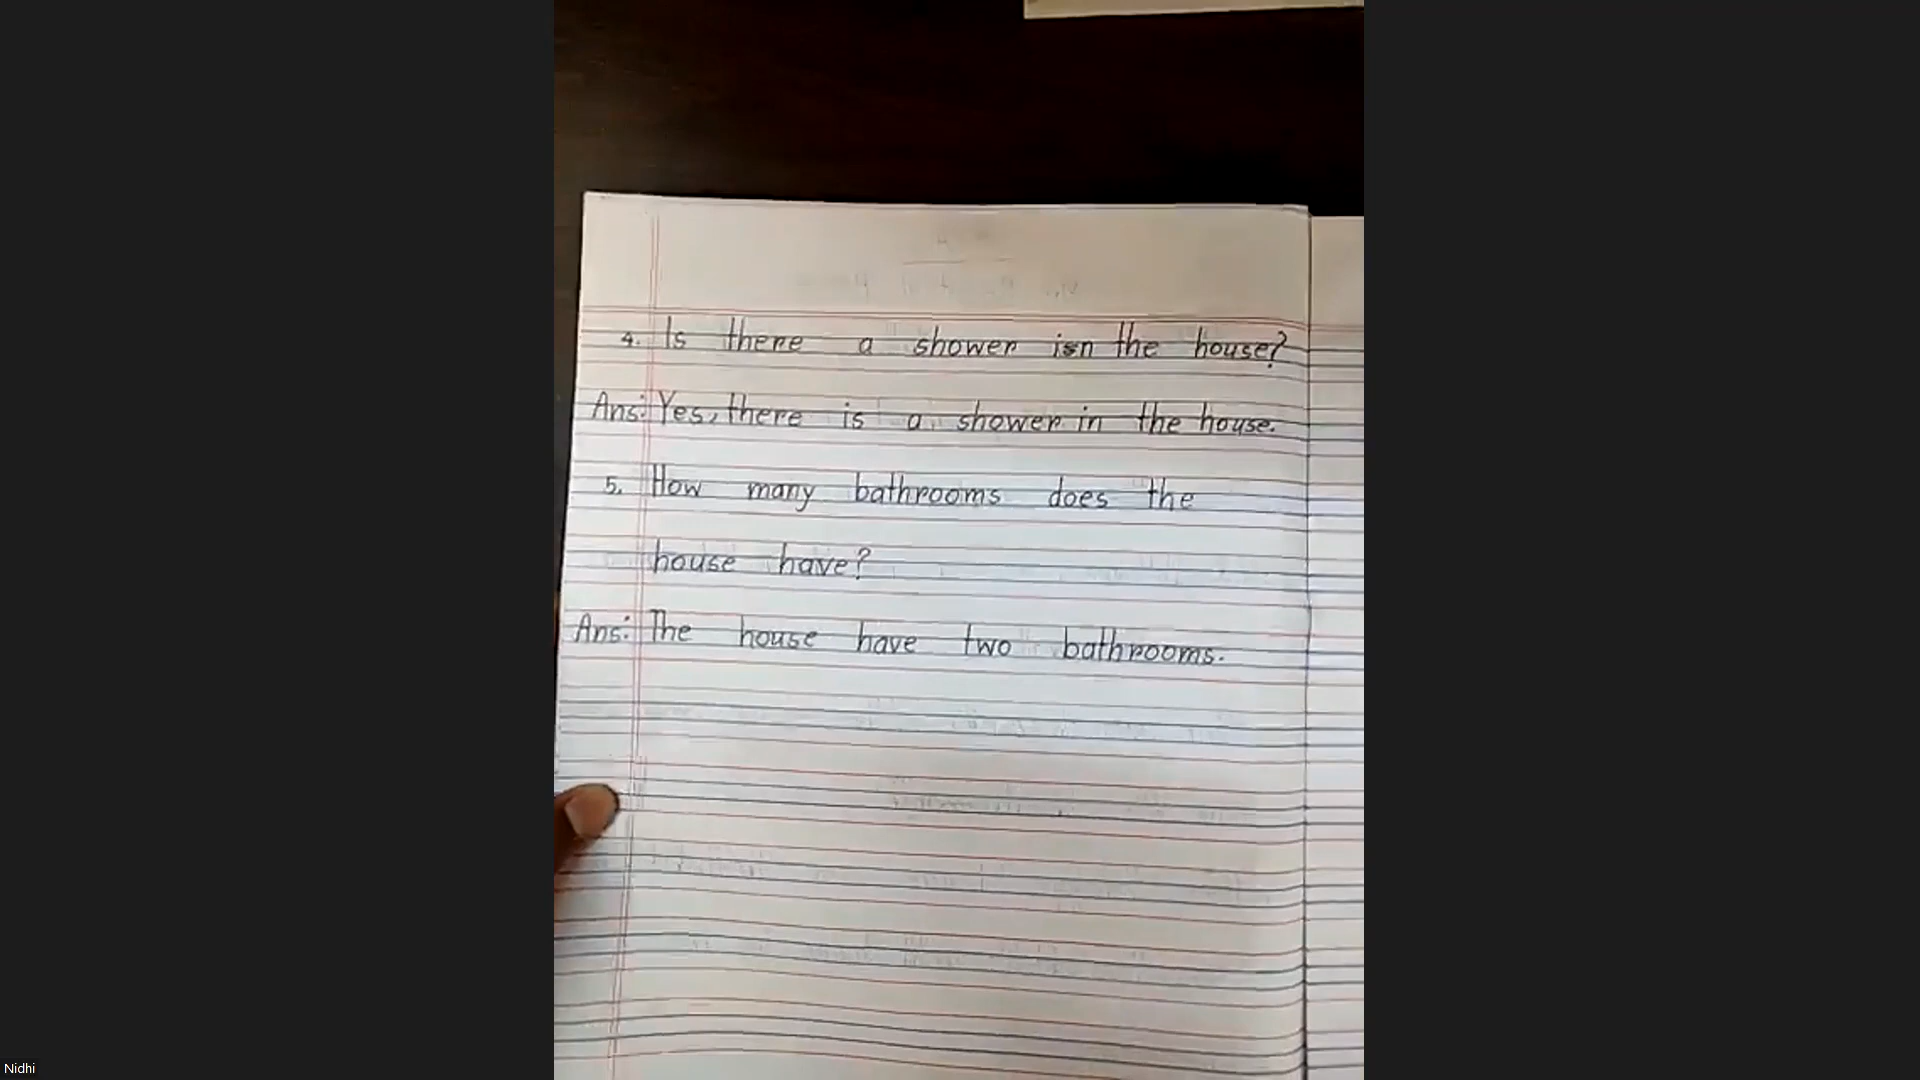 4. Is there a shower isn the house?
Ans: Yes, there is a shower in the house.
5. How many bathrooms does the
house have?
Ans: The house have two bathrooms.
Nidhi